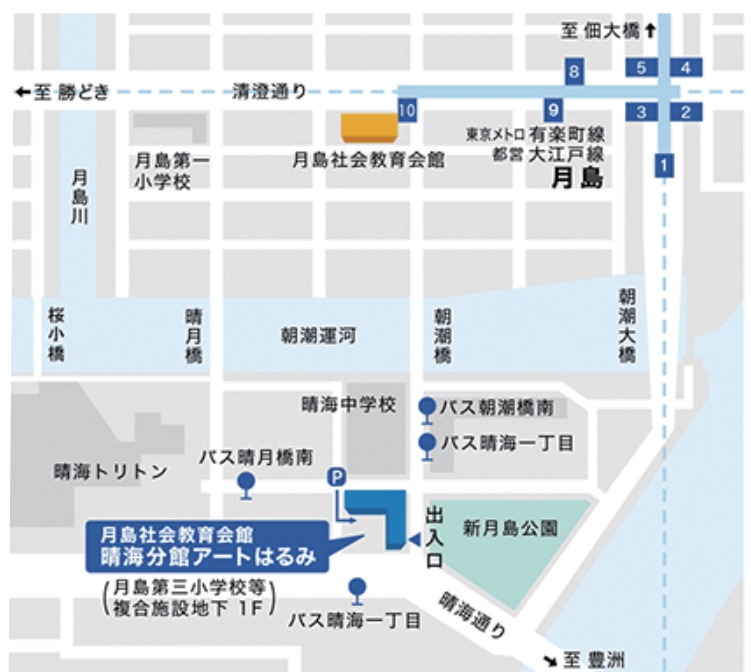 至 佃大橋↑
8
5
4
←至 勝どき
清澄通り
10
9
3
2
東京メトロ 有楽町線
都営 大江戸線
月島
1
月島社会教育会館
月島第一
小学校
月島川
桜小橋
晴月橋
朝潮運河
朝潮橋
朝潮大橋
晴海中学校
バス朝潮橋南
バス晴海一丁目
晴海トリトン
バス晴月橋南
P
月島社会教育会館
晴海分館アートはるみ
(月島第三小学校等
複合施設地下 1F)
出入口
新月島公園
バス晴海一丁目
晴海通り
↘至 豊洲